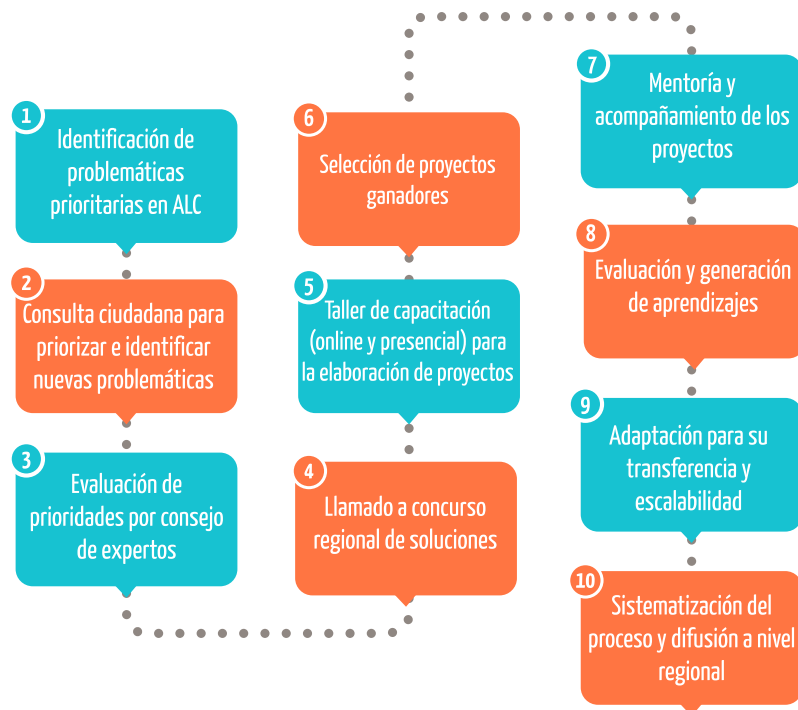 1
Identificación de
problemáticas
prioritarias en ALC
2
Consulta ciudadana para
priorizar e identificar
nuevas problemáticas
3
Evaluación de
prioridades por consejo
de expertos
4
Llamado a concurso
regional de soluciones
5
Taller de capacitación
(online y presencial) para
la elaboración de proyectos
6
Selección de proyectos
ganadores
7
Mentoría y
acompañamiento de los
proyectos
8
Evaluación y generación
de aprendizajes
9
Adaptación para su
transferencia y
escalabilidad
10
Sistematización del
proceso y difusión a nivel
regional